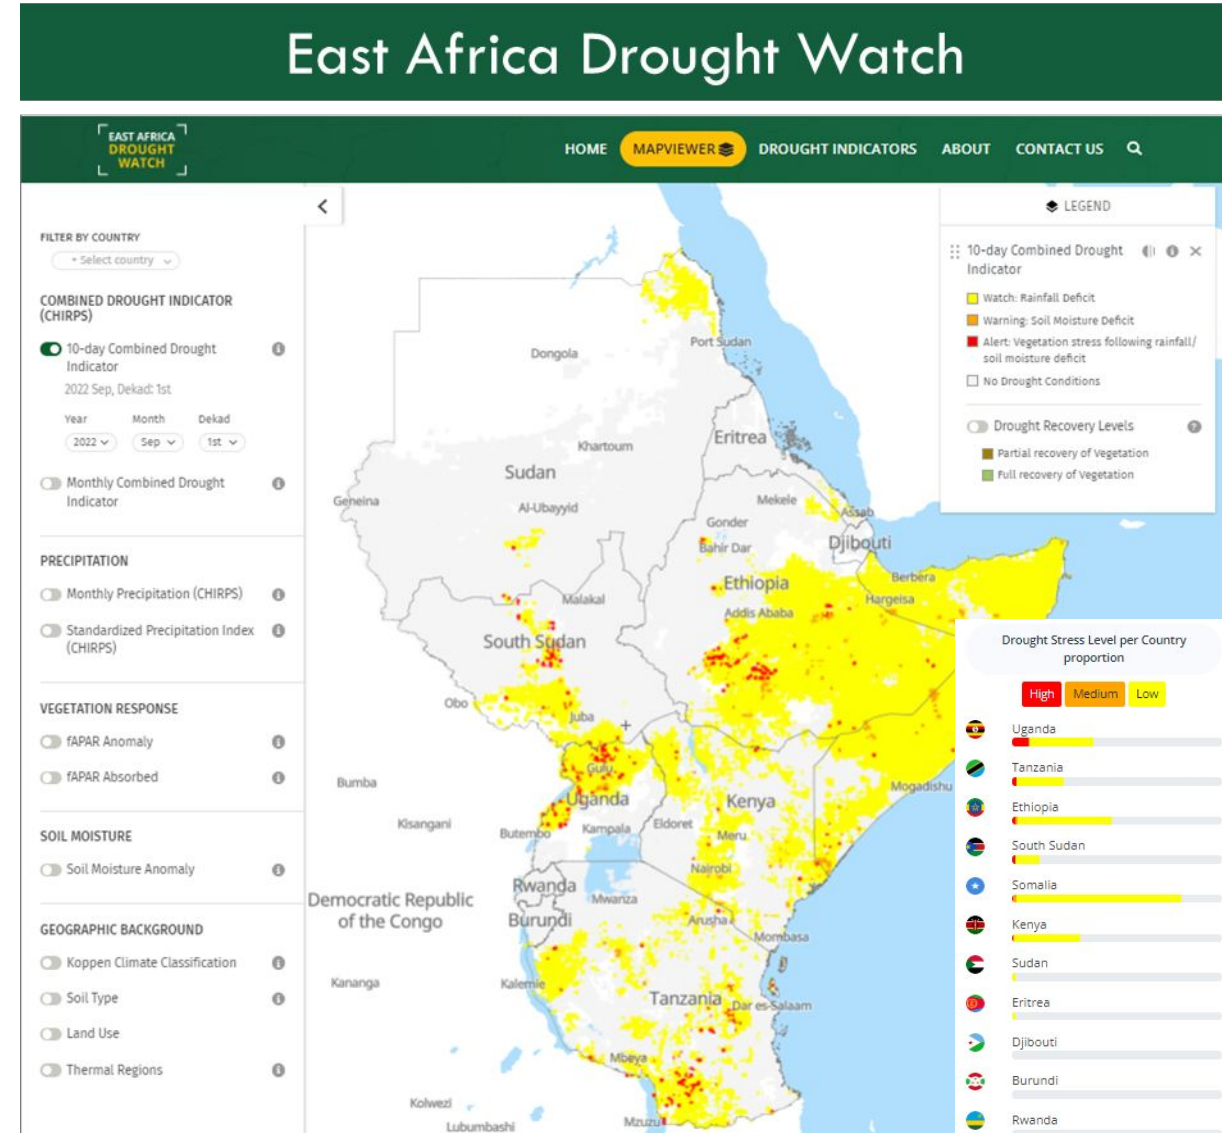 East Africa Drought Watch
EAST AFRICA
DROUGHT
WATCH
HOME
MAPVIEWER
DROUGHT INDICATORS
ABOUT
CONTACT US
FILTER BY COUNTRY
+ Select country
COMBINED DROUGHT INDICATOR
(CHIRPS)
10-day Combined Drought
Indicator
2022 Sep, Dekad: 1st
Year
Month
Dekad
2022
Sep
1st
Monthly Combined Drought
Indicator
PRECIPITATION
Monthly Precipitation (CHIRPS)
Standardized Precipitation Index
(CHIRPS)
VEGETATION RESPONSE
fAPAR Anomaly
fAPAR Absorbed
SOIL MOISTURE
Soil Moisture Anomaly
GEOGRAPHIC BACKGROUND
Koppen Climate Classification
Soil Type
Land Use
Thermal Regions
Port Sudan
Dongola
Eritrea
Khartoum
Sudan
Geneina
Al-Ubayyid
Mekele
Assab
Gonder
Bahir Dar
Djibouti
Ethiopia
Berbera
Hargeisa
Malakal
Addis Ababa
South Sudan
Obo
Juba
Gulu
Bumba
Mogadishu
Uganda
Kenya
Kisangani
Butembo
Kampala
Eldoret
Meru
Nairobi
Rwanda
Democratic Republic
of the Congo
Mwanza
Burundi
Arusha
Mombasa
Kananga
Kalemie
Tanzania
Dar es-Salaam
Mbeya
Kolwezi
Lubumbashi
Mzuzu
LEGEND
10-day Combined Drought
Indicator
Watch: Rainfall Deficit
Warning: Soil Moisture Deficit
Alert: Vegetation stress following rainfall/
soil moisture deficit
No Drought Conditions
Drought Recovery Levels
Partial recovery of Vegetation
Full recovery of Vegetation
Drought Stress Level per Country
proportion
High
Medium
Low
Uganda
Tanzania
Ethiopia
South Sudan
Somalia
Kenya
Sudan
Eritrea
Djibouti
Burundi
Rwanda